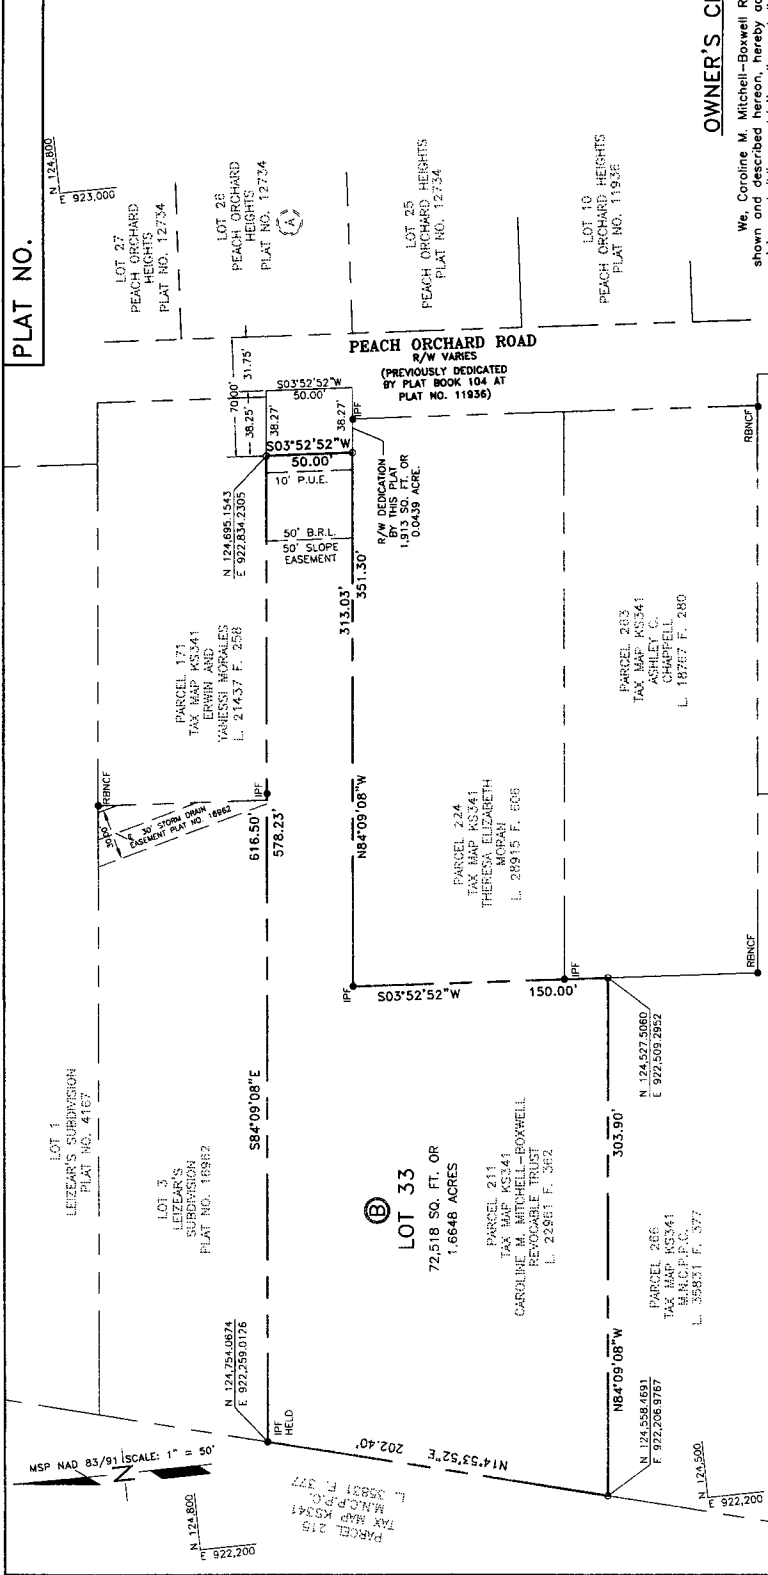 PLAT NO.
N 124,800
E 923,000
LOT 27
PEACH ORCHARD
HEIGHTS
PLAT NO. 12734
LOT 26
PEACH ORCHARD
HEIGHTS
PLAT NO. 12734
A
LOT 25
PEACH ORCHARD HEIGHTS
PLAT NO. 12734
LOT 10
PEACH ORCHARD HEIGHTS
PLAT NO. 11936
OWNER'S
We, Caroline M. Mitchell-Boxwell
shown and described hereon, hereby
PEACH ORCHARD ROAD
R/W VARIES
(PREVIOUSLY DEDICATED
BY PLAT BOOK 104 AT
PLAT NO. 11936)
70.00'
31.75'
38.25'
S03°52'52"W
50.00'
38.27'
38.27'
IPF
S03°52'52"W
50.00'
10' P.U.E.
50' B.R.L.
50' SLOPE
EASEMENT
R/W DEDICATION
BY THIS PLAT
1,913 SQ. FT. OR
0.0439 ACRE.
N 124,695.1543
E 922,834.2305
RBNCF
PARCEL 171
TAX MAP KS341
ERWIN AND
YANESSI MORALES
L. 21437 F. 258
313.03'
351.30'
N84°09'08"W
PARCEL 263
TAX MAP KS341
ASHLEY C.
CHAPPELL
L. 18767 F. 280
RBNCF
30.00'
30' STORM DRAIN
EASEMENT PLAT NO. 16962
IPF
616.50'
578.23'
PARCEL 224
TAX MAP KS341
THERESA ELIZABETH
MORAN
L. 28915 F. 606
IPF
S03°52'52"W
150.00'
IPF
RBNCF
N 124,527.5060
E 922,509.2952
LOT 1
LEIZEAR'S SUBDIVISION
PLAT NO. 4167
LOT 3
LEIZEAR'S
SUBDIVISION
PLAT NO. 16962
S84°09'08"E
B
LOT 33
72,518 SQ. FT. OR
1.6648 ACRES
PARCEL 211
TAX MAP KS341
CAROLINE M. MITCHELL-BOXWELL
REVOCABLE TRUST
L. 22961 F. 362
303.90'
N84°09'08"W
PARCEL 266
TAX MAP KS341
M.N.C.P.P.C.
L. 35831 F. 377
N 124,754.0674
E 922,259.0126
IPF
HELD
N14°53'52"E
202.40'
N 124,558.4691
E 922,206.9767
MSP NAD 83/91 SCALE: 1" = 50'
N
PARCEL 215
TAX MAP KS341
M.N.C.P.P.C.
L. 35831 F. 377
N 124,800
E 922,200
N 124,500
E 922,200